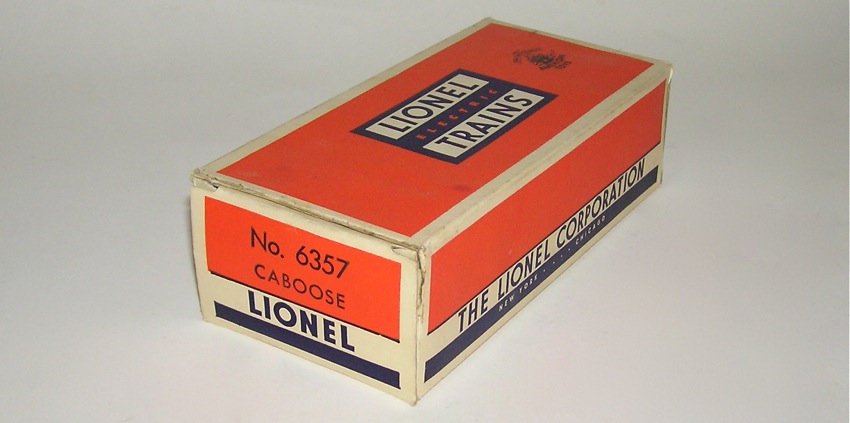 LIONEL
ELECTRIC
TRAINS
No. 6357
CABOOSE
LIONEL
THE LIONEL CORPORATION
NEW YORK . . . . CHICAGO